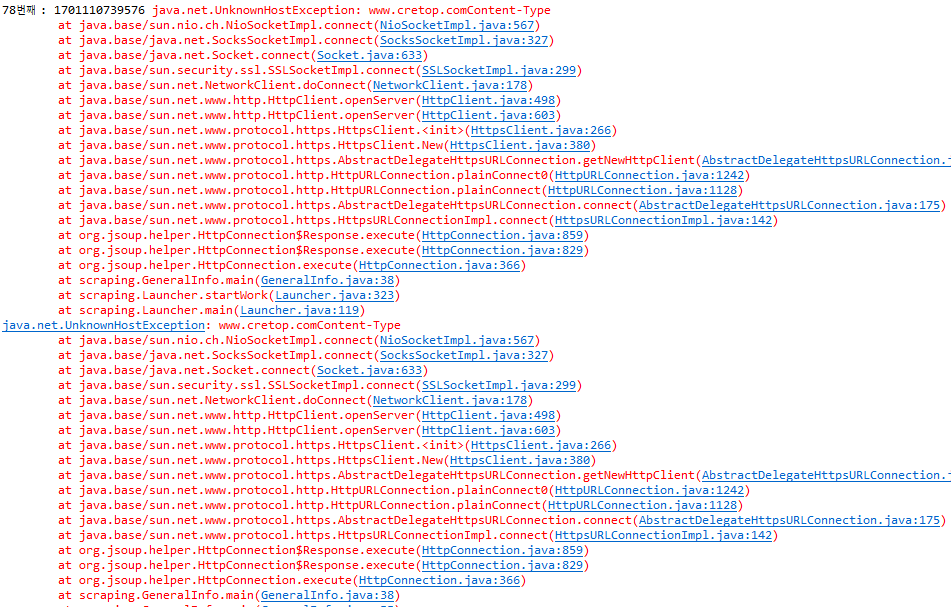 78번째 : 1701110739576 java.net.UnknownHostException: www.cretop.comContent-Type
at java.base/sun.nio.ch.NioSocketImpl.connect(NioSocketImpl.java:567)
at java.base/java.net.SocksSocketImpl.connect(SocksSocketImpl.java:327)
at java.base/java.net.Socket.connect(Socket.java:633)
at java.base/sun.security.ssl.SSLSocketImpl.connect(SSLSocketImpl.java:299)
at java.base/sun.net.NetworkClient.doConnect(NetworkClient.java:178)
at java.base/sun.net.www.http.HttpClient.openServer(HttpClient.java:498)
at java.base/sun.net.www.http.HttpClient.openServer(HttpClient.java:603)
at java.base/sun.net.www.protocol.https.HttpsClient.<init>(HttpsClient.java:266)
at java.base/sun.net.www.protocol.https.HttpsClient.New(HttpsClient.java:380)
at java.base/sun.net.www.protocol.https.AbstractDelegateHttpsURLConnection.getNewHttpClient(AbstractDelegateHttpsURLConnection.
at java.base/sun.net.www.protocol.http.HttpURLConnection.plainConnect0(HttpURLConnection.java:1242)
at java.base/sun.net.www.protocol.http.HttpURLConnection.plainConnect(HttpURLConnection.java:1128)
at java.base/sun.net.www.protocol.https.AbstractDelegateHttpsURLConnection.connect(AbstractDelegateHttpsURLConnection.java:175)
at java.base/sun.net.www.protocol.https.HttpsURLConnectionImpl.connect(HttpsURLConnectionImpl.java:142)
at org.jsoup.helper.HttpConnection$Response.execute(HttpConnection.java:859)
at org.jsoup.helper.HttpConnection$Response.execute(HttpConnection.java:829)
at org.jsoup.helper.HttpConnection.execute(HttpConnection.java:366)
at scraping.GeneralInfo.main(GeneralInfo.java:38)
at scraping.Launcher.startWork(Launcher.java:323)
at scraping.Launcher.main(Launcher.java:119)
java.net.UnknownHostException: www.cretop.comContent-Type
at java.base/sun.nio.ch.NioSocketImpl.connect(NioSocketImpl.java:567)
at java.base/java.net.SocksSocketImpl.connect(SocksSocketImpl.java:327)
at java.base/java.net.Socket.connect(Socket.java:633)
at java.base/sun.security.ssl.SSLSocketImpl.connect(SSLSocketImpl.java:299)
at java.base/sun.net.NetworkClient.doConnect(NetworkClient.java:178)
at java.base/sun.net.www.http.HttpClient.openServer(HttpClient.java:498)
at java.base/sun.net.www.http.HttpClient.openServer(HttpClient.java:603)
at java.base/sun.net.www.protocol.https.HttpsClient.<init>(HttpsClient.java:266)
at java.base/sun.net.www.protocol.https.HttpsClient.New(HttpsClient.java:380)
at java.base/sun.net.www.protocol.https.AbstractDelegateHttpsURLConnection.getNewHttpClient(AbstractDelegateHttpsURLConnection.
at java.base/sun.net.www.protocol.http.HttpURLConnection.plainConnect0(HttpURLConnection.java:1242)
at java.base/sun.net.www.protocol.http.HttpURLConnection.plainConnect(HttpURLConnection.java:1128)
at java.base/sun.net.www.protocol.https.AbstractDelegateHttpsURLConnection.connect(AbstractDelegateHttpsURLConnection.java:175)
at java.base/sun.net.www.protocol.https.HttpsURLConnectionImpl.connect(HttpsURLConnectionImpl.java:142)
at org.jsoup.helper.HttpConnection$Response.execute(HttpConnection.java:859)
at org.jsoup.helper.HttpConnection$Response.execute(HttpConnection.java:829)
at org.jsoup.helper.HttpConnection.execute(HttpConnection.java:366)
at scraping.GeneralInfo.main(GeneralInfo.java:38)